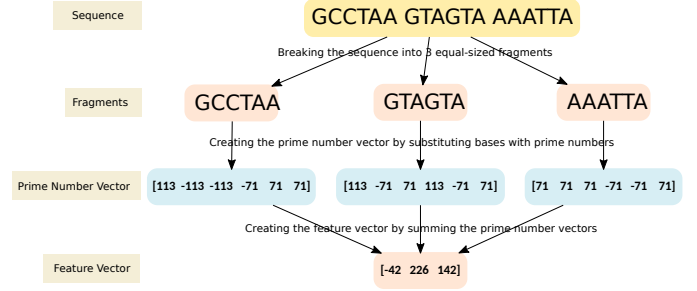 Sequence
GCCTAA GTAGTA AAATTA
Breaking the sequence into 3 equal-sized fragments
Fragments
GCCTAA GTAGTA AAATTA
Creating the prime number vector by substituting bases with prime numbers
Prime Number Vector
[113 -113 -113 -71 71 71] [113 -71 71 113 -71 71] [71 71 71 -71 -71 71]
Creating the feature vector by summing the prime number vectors
Feature Vector
[-42 226 142]